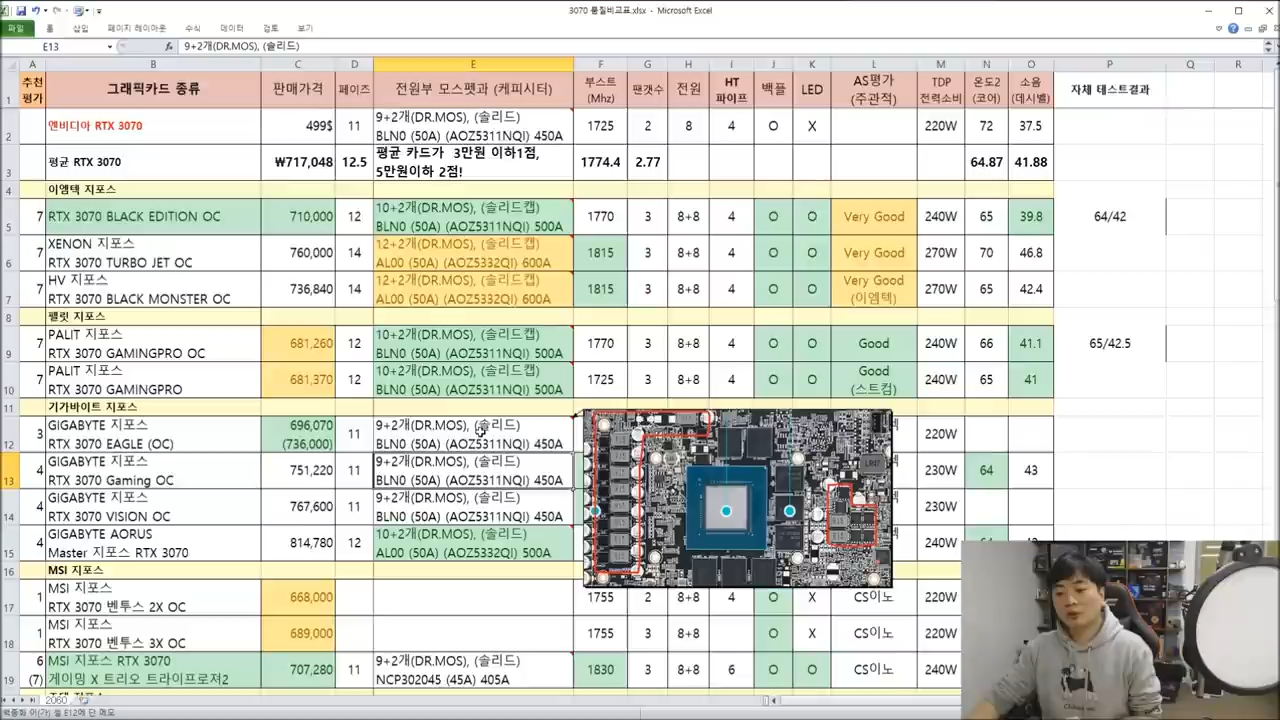 3070 품질비교표.xlsx - Microsoft Excel
파일 홈 삽입 페이지 레이아웃 수식 데이터 검토 보기
E13 fx 9+2개(DR.MOS), (솔리드)
A B C D E F G H I J K L M N O P Q R
1 추천 평가 그래픽카드 종류 판매가격 페이즈 전원부 모스펫과 (케피시터) 부스트 (Mhz) 팬갯수 전원 HT 파이프 백플 LED AS평가 (주관적) TDP 전력소비 온도2 (코어) 소음 (데시벨) 자체 테스트결과
2 엔비디아 RTX 3070 499$ 11 9+2개(DR.MOS), (솔리드) BLN0 (50A) (AOZ5311NQI) 450A 1725 2 8 4 O X 220W 72 37.5
3 평균 RTX 3070 ₩717,048 12.5 평균 카드가 3만원 이하1점, 5만원이하 2점! 1774.4 2.77 64.87 41.88
4 이엠텍 지포스
5 7 RTX 3070 BLACK EDITION OC 710,000 12 10+2개(DR.MOS), (솔리드캡) BLN0 (50A) (AOZ5311NQI) 500A 1770 3 8+8 4 O O Very Good 240W 65 39.8 64/42
6 7 XENON 지포스 RTX 3070 TURBO JET OC 760,000 14 12+2개(DR.MOS), (솔리드캡) AL00 (50A) (AOZ5332QI) 600A 1815 3 8+8 4 O O Very Good 270W 70 46.8
7 7 HV 지포스 RTX 3070 BLACK MONSTER OC 736,840 14 12+2개(DR.MOS), (솔리드캡) AL00 (50A) (AOZ5332QI) 600A 1815 3 8+8 4 O O Very Good (이엠텍) 270W 65 42.4
8 팰릿 지포스
9 7 PALIT 지포스 RTX 3070 GAMINGPRO OC 681,260 12 10+2개(DR.MOS), (솔리드캡) BLN0 (50A) (AOZ5311NQI) 500A 1770 3 8+8 4 O O Good 240W 66 41.1 65/42.5
10 7 PALIT 지포스 RTX 3070 GAMINGPRO 681,370 12 10+2개(DR.MOS), (솔리드캡) BLN0 (50A) (AOZ5311NQI) 500A 1725 3 8+8 4 O O Good (스트컴) 240W 65 41
11 기가바이트 지포스
12 3 GIGABYTE 지포스 RTX 3070 EAGLE (OC) 696,070 (736,000) 11 9+2개(DR.MOS), (솔리드) BLN0 (50A) (AOZ5311NQI) 450A 220W
13 4 GIGABYTE 지포스 RTX 3070 Gaming OC 751,220 11 9+2개(DR.MOS), (솔리드) BLN0 (50A) (AOZ5311NQI) 450A 230W 64 43
14 4 GIGABYTE 지포스 RTX 3070 VISION OC 767,600 11 9+2개(DR.MOS), (솔리드) BLN0 (50A) (AOZ5311NQI) 450A 230W
15 4 GIGABYTE AORUS Master 지포스 RTX 3070 814,780 12 10+2개(DR.MOS), (솔리드) AL00 (50A) (AOZ5332QI) 500A 240W
16 MSI 지포스
17 1 MSI 지포스 RTX 3070 벤투스 2X OC 668,000 1755 2 8+8 4 O X CS이노 220W
18 1 MSI 지포스 RTX 3070 벤투스 3X OC 689,000 1755 3 8+8 O X CS이노 220W
19 6 (7) MSI 지포스 RTX 3070 게이밍 X 트리오 트라이프로져2 707,280 11 9+2개(DR.MOS), (솔리드) NCP302045 (45A) 405A 1830 3 8+8 6 O O CS이노 240W
2060